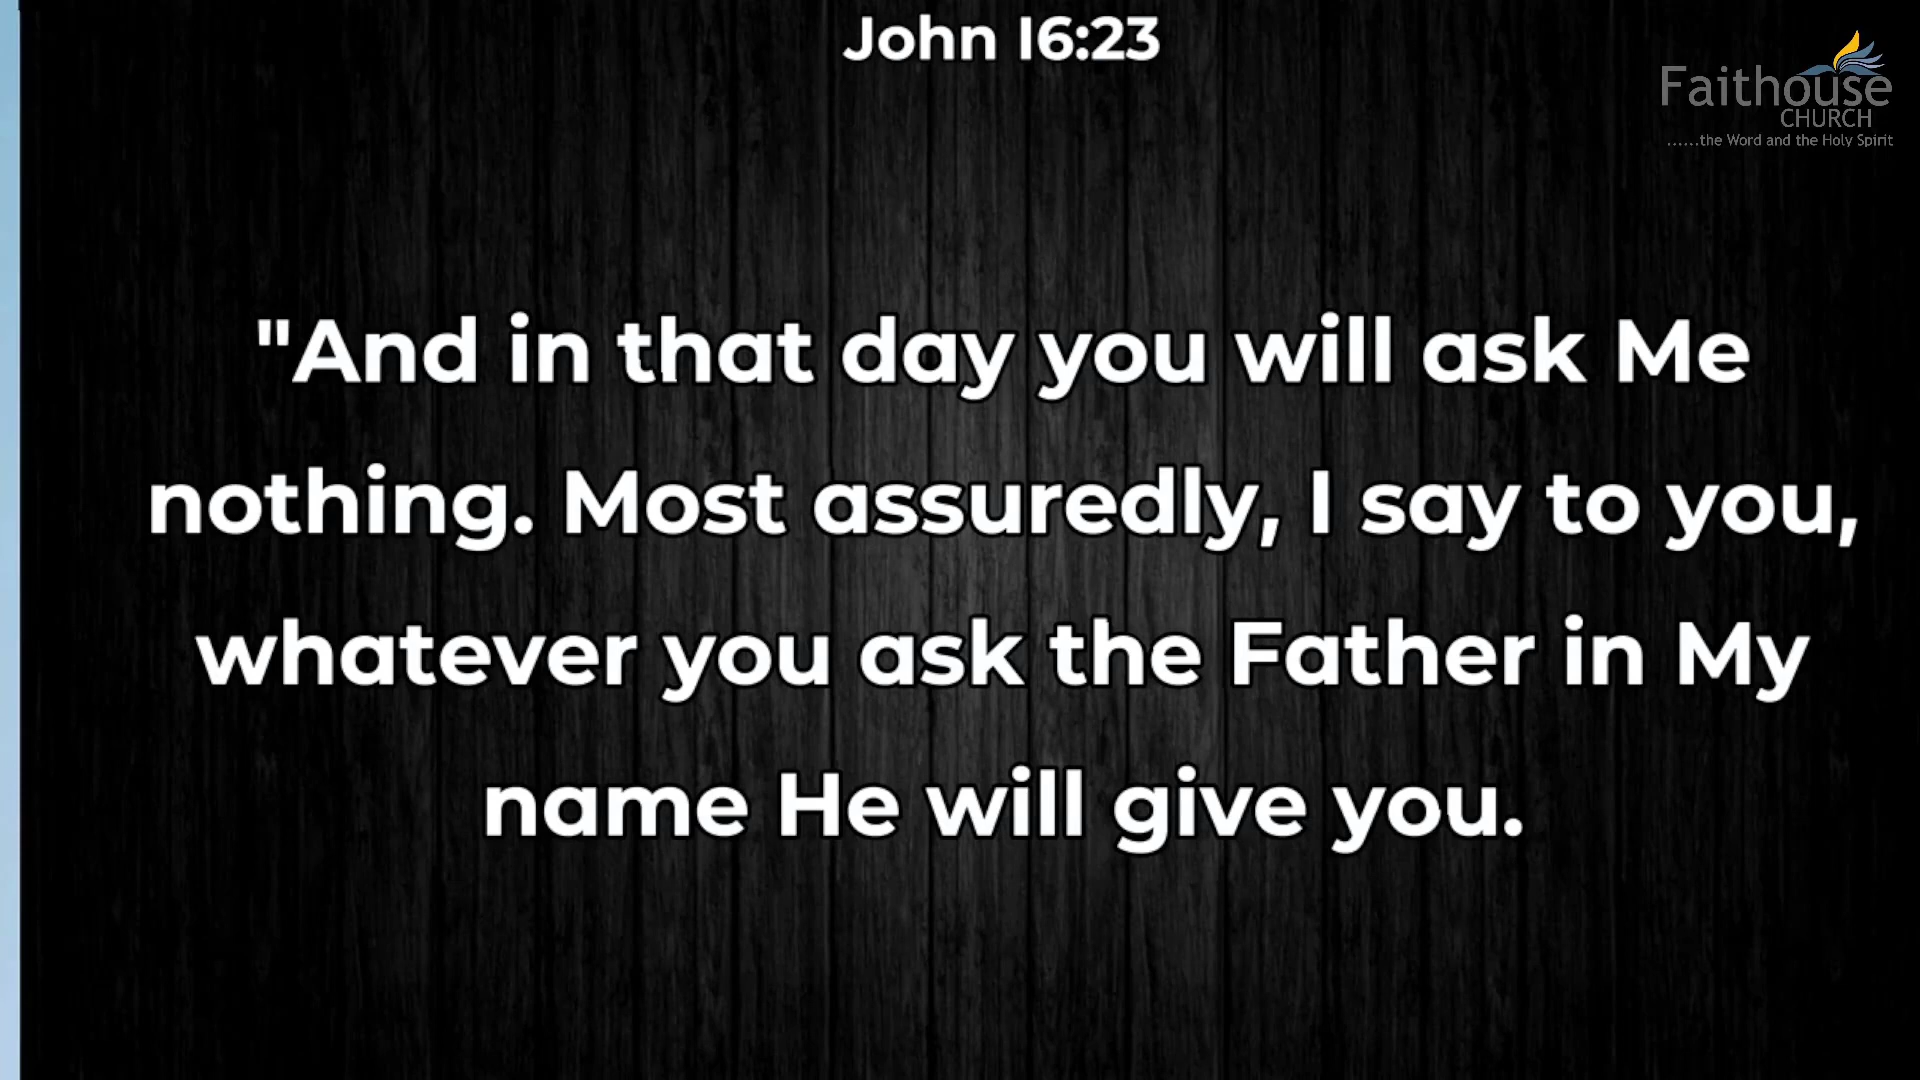 John 16:23
Faithouse
CHURCH
......the Word and the Holy Spirit
"And in that day you will ask Me
nothing. Most assuredly, I say to you,
whatever you ask the Father in My
name He will give you.